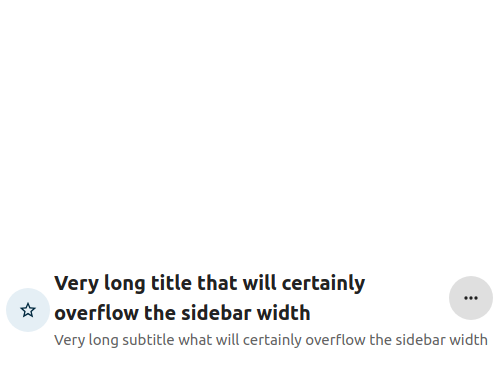 Very long title that will certainly
overflow the sidebar width
Very long subtitle what will certainly overflow the sidebar width